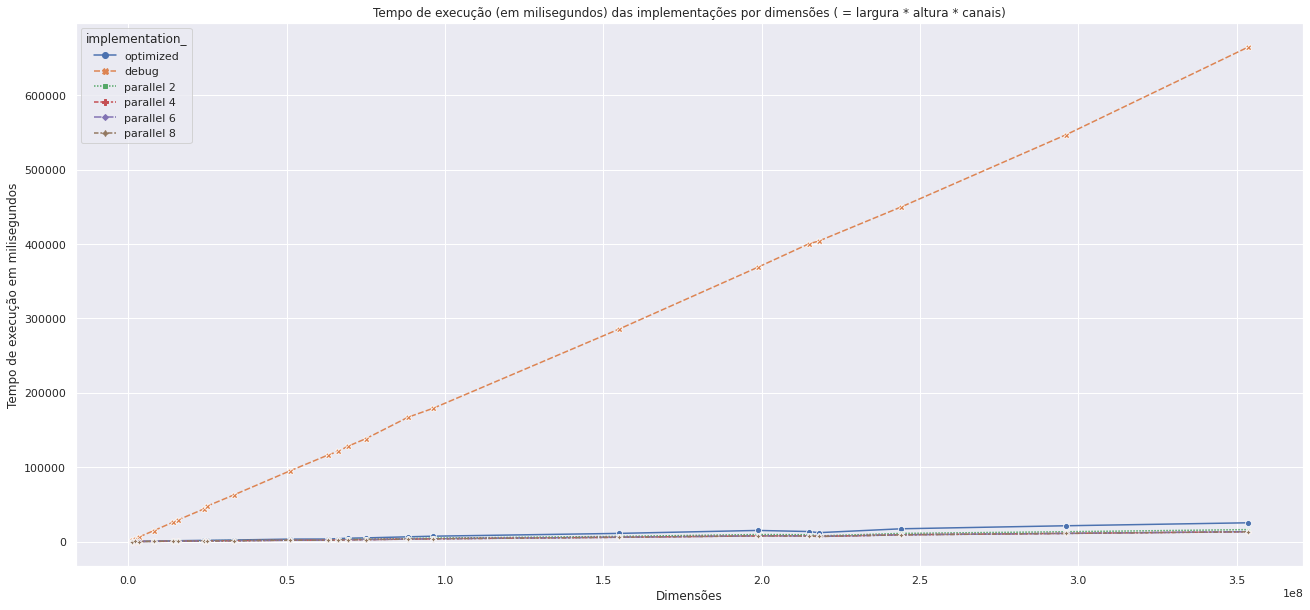 Tempo de execução (em milisegundos) das implementações por dimensões ( = largura * altura * canais)
implementation_
optimized
debug
parallel 2
parallel 4
parallel 6
parallel 8
Tempo de execução em milisegundos
600000
500000
400000
300000
200000
100000
0
0.0 0.5 1.0 1.5 2.0 2.5 3.0 3.5
1e8
Dimensões